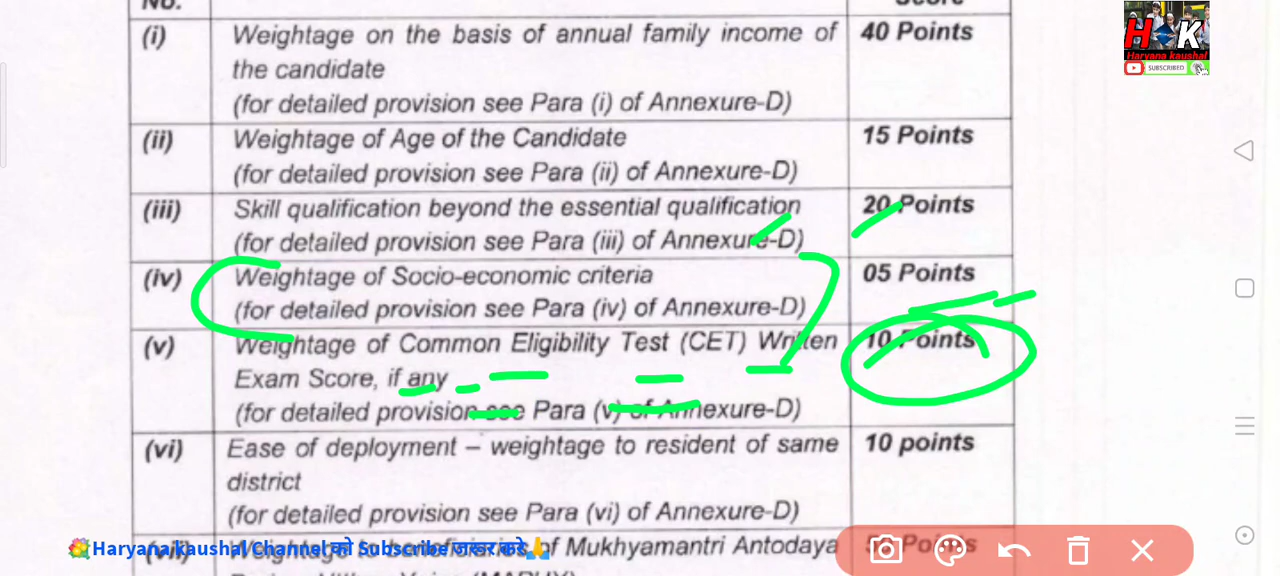 No.
Score
(i) Weightage on the basis of annual family income of 40 Points
the candidate
(for detailed provision see Para (i) of Annexure-D)
(ii) Weightage of Age of the Candidate 15 Points
(for detailed provision see Para (ii) of Annexure-D)
(iii) Skill qualification beyond the essential qualification 20 Points
(for detailed provision see Para (iii) of Annexure-D)
(iv) Weightage of Socio-economic criteria 05 Points
(for detailed provision see Para (iv) of Annexure-D)
(v) Weightage of Common Eligibility Test (CET) Written 10 Points
Exam Score, if any
(for detailed provision see Para (v) of Annexure-D)
(vi) Ease of deployment – weightage to resident of same 10 points
district
(for detailed provision see Para (vi) of Annexure-D)
of Mukhyamantri Antodaya Points
Haryana kaushal Channel को Subscribe जरूर करे
H K
Haryana kaushal
SUBSCRIBED